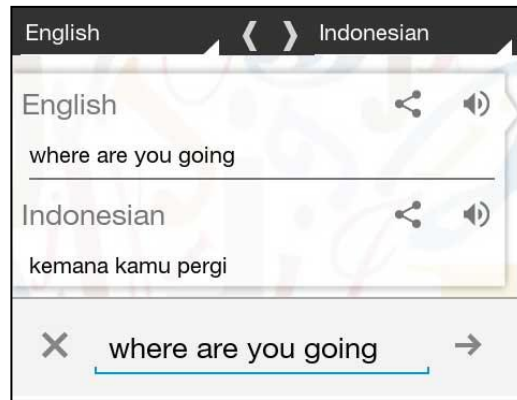 English Indonesian
English
where are you going
Indonesian
kemana kamu pergi
where are you going